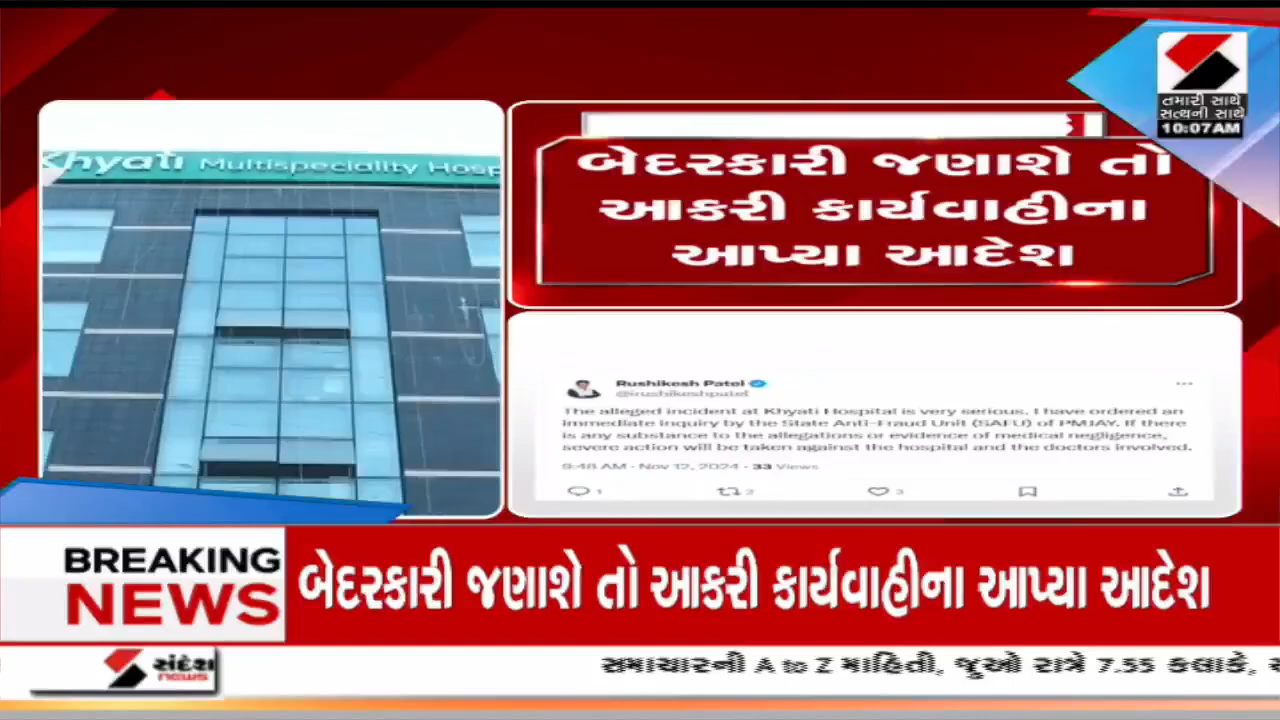 તમારી સાથે
સત્યની સાથે
10:07AM
Khyati Multispeciality Hosp
બેદરકારી જણાશે તો
આકરી કાર્યવાહીના
આપ્યા આદેશ
Rushikesh Patel
@irushikeshpatel
The alleged incident at Khyati Hospital is very serious. I have ordered an
immediate inquiry by the State Anti-Fraud Unit (SAFU) of PMJAY. If there
is any substance to the allegations or evidence of medical negligence,
severe action will be taken against the hospital and the doctors involved.
9:48 AM · Nov 12, 2024 · 33 Views
1 2 3
BREAKING
NEWS
બેદરકારી જણાશે તો આકરી કાર્યવાહીના આપ્યા આદેશ
સંદેશ
news
સમાચારની A to Z માહિતી, જુઓ રાત્રે 7.55 કલાકે,